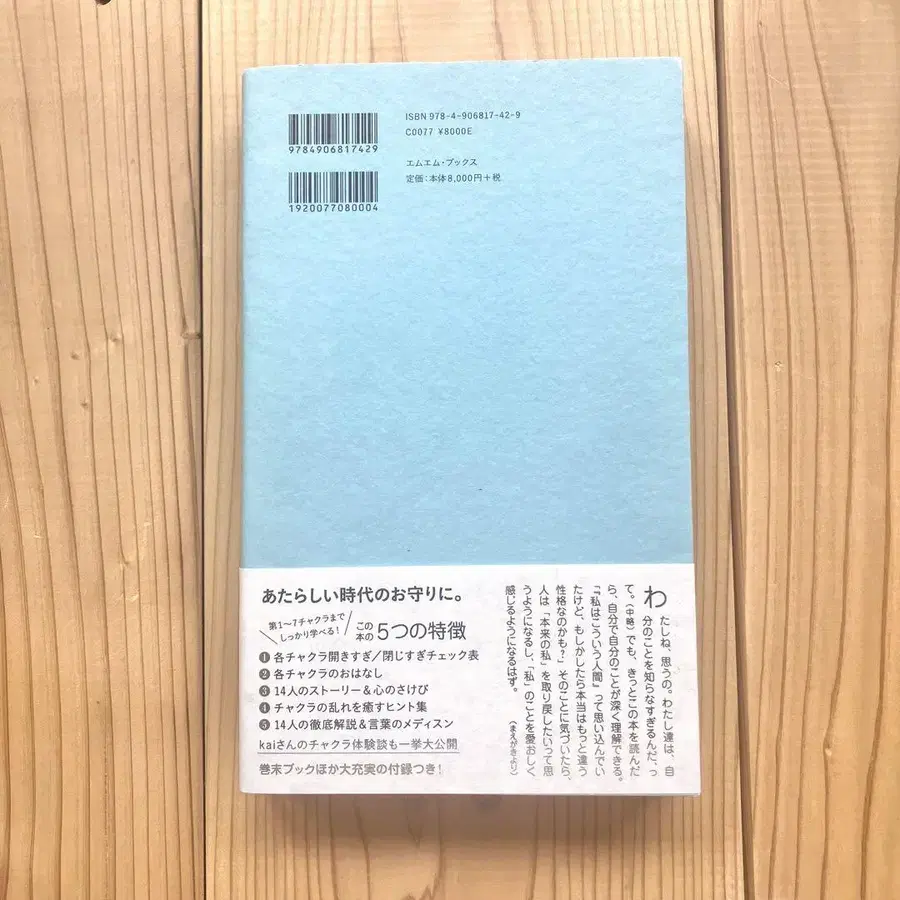 ISBN 978-4-906817-42-9
C0077 ¥8000E
9784906817429
エムエム・ブックス
定価：本体8,000円＋税
1920077080004
あたらしい時代のお守りに。
第1〜7チャクラまで
しっかり学べる！
この
本の
5つの特徴
1 各チャクラ開きすぎ／閉じすぎチェック表
2 各チャクラのおはなし
3 14人のストーリー＆心のさけび
4 チャクラの乱れを癒すヒント集
5 14人の徹底解説＆言葉のメディスン
kaiさんのチャクラ体験談も一挙大公開
巻末ブックほか大充実の付録つき！
わたしね、思うの。わたし達は、自
分のことを知らなすぎるんだ、っ
て。（中略）でも、きっとこの本を読んだ
ら、自分で自分のことが深く理解できる。
『「私はこういう人間』って思い込んでい
たけど、もしかしたら本当はもっと違う
性格なのかも？」そのことに気づいたら、
人は「本来の私」を取り戻したいって思
うようになるし、「私」のことを愛おしく
感じるようになるはず。
（まえがきより）